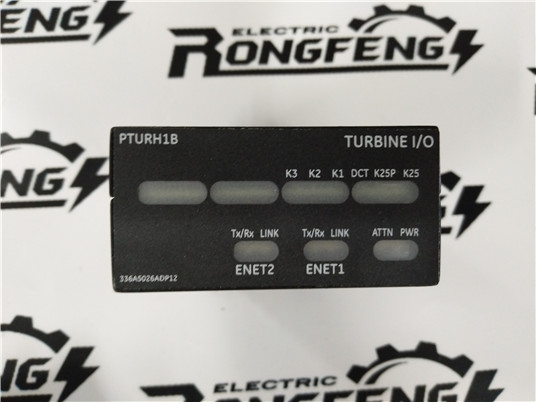 ELECTRIC
RONGFENG
PTURH1B TURBINE I/O
K3 K2 K1 DCT K25P K25
Tx/Rx LINK Tx/Rx LINK ATTN PWR
ENET2 ENET1
336A5026ADP12
ELECTRIC
RONGFENG